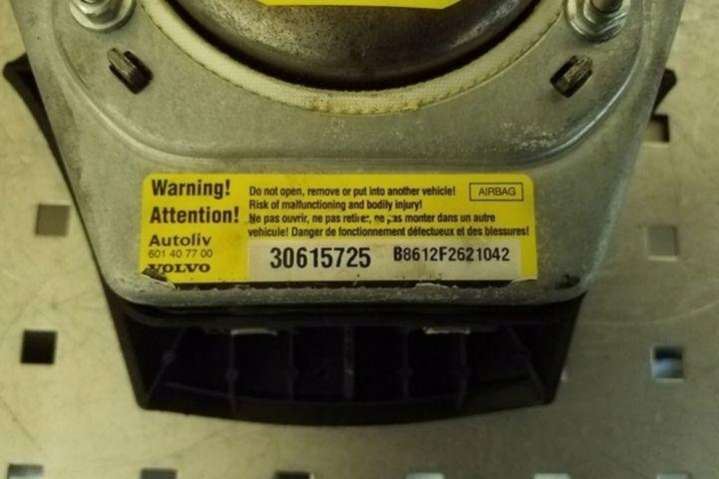 Warning!
Attention!
Do not open, remove or put into another vehicle!
Risk of malfunctioning and bodily injury!
Ne pas ouvrir, ne pas retirer, ne pas monter dans un autre
vehicule! Danger de fonctionnement défectueux et des blessures!
AIRBAG
Autoliv
601 40 77 00
VOLVO
30615725
B8612F2621042